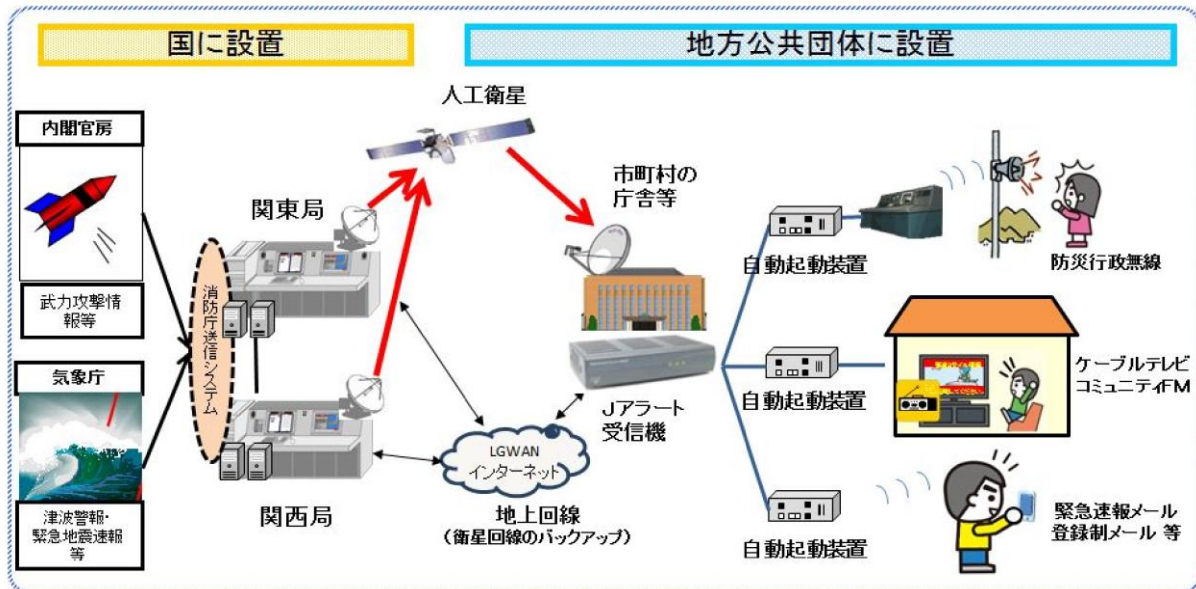 国に設置
地方公共団体に設置
内閣官房
武力攻撃情
報等
気象庁
津波警報・
緊急地震速報
等
消防庁送信システム
関東局
関西局
人工衛星
LGWAN
インターネット
地上回線
(衛星回線のバックアップ)
市町村の
庁舎等
Jアラート
受信機
自動起動装置
防災行政無線
自動起動装置
ケーブルテレビ
コミュニティFM
自動起動装置
緊急速報メール
登録制メール 等